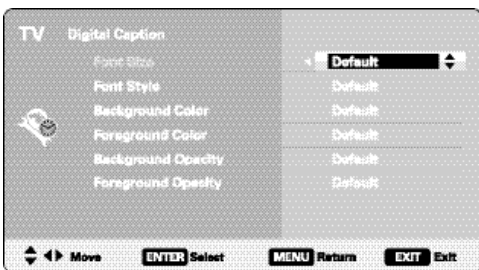 TV Digital Caption
Font Size Default
Font Style Default
Background Color Default
Foreground Color Default
Background Opacity Default
Foreground Opacity Default
Move ENTER Select MENU Return EXIT Exit